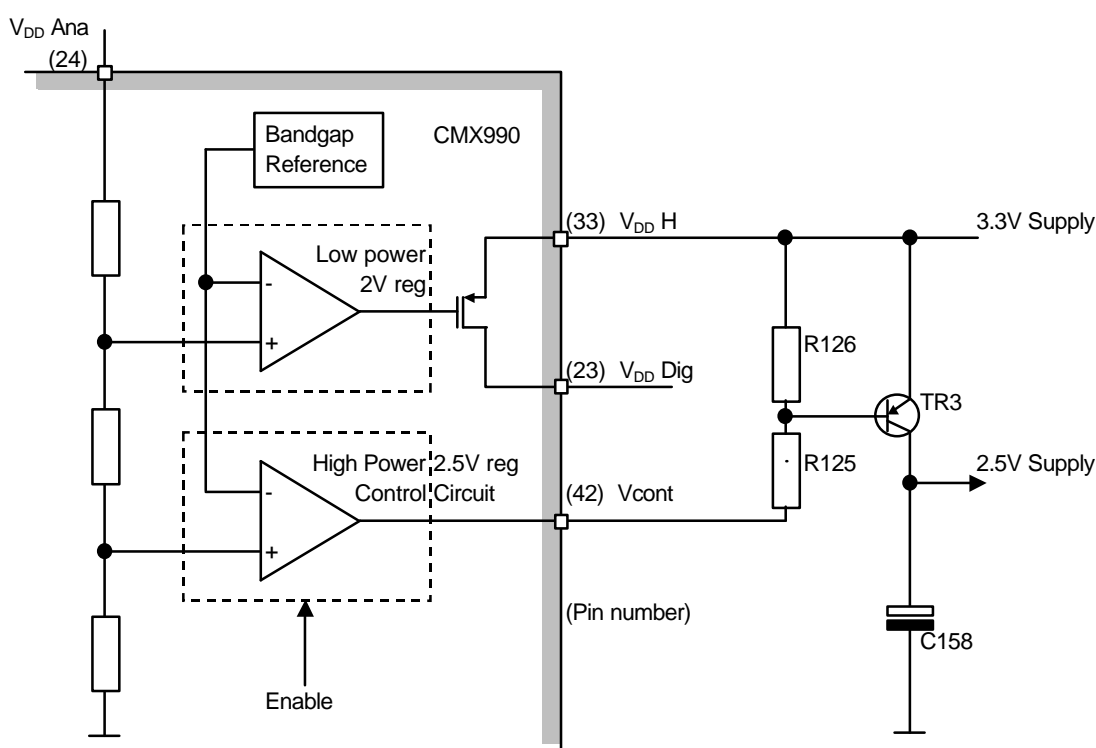 VDD Ana
(24)
Bandgap
Reference
CMX990
(33) VDD H
3.3V Supply
Low power
2V reg
-
+
R126
(23) VDD Dig
TR3
High Power 2.5V reg
Control Circuit
-
+
R125
2.5V Supply
(42) Vcont
(Pin number)
C158
Enable